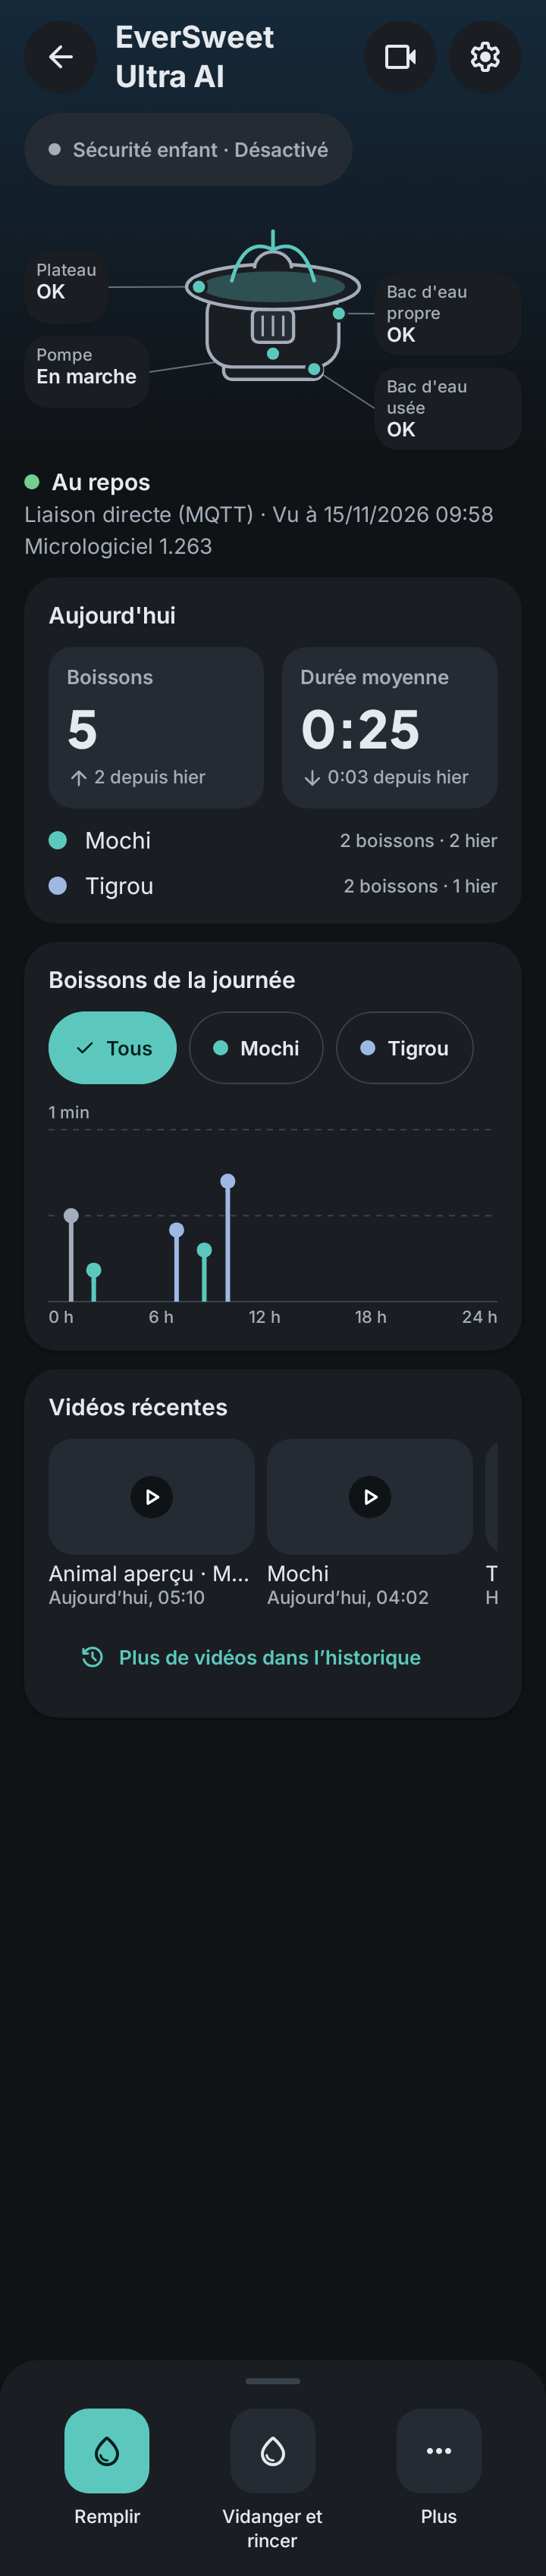 EverSweet
Ultra AI
Sécurité enfant · Désactivé
Plateau
OK
Pompe
En marche
Bac d'eau
propre
OK
Bac d'eau
usée
OK
Au repos
Liaison directe (MQTT) · Vu à 15/11/2026 09:58
Micrologiciel 1.263
Aujourd'hui
Boissons
5
↑ 2 depuis hier
Durée moyenne
0:25
↓ 0:03 depuis hier
Mochi
2 boissons · 2 hier
Tigrou
2 boissons · 1 hier
Boissons de la journée
Tous
Mochi
Tigrou
1 min
0 h 6 h 12 h 18 h 24 h
Vidéos récentes
Animal aperçu · M…
Aujourd’hui, 05:10
Mochi
Aujourd’hui, 04:02
T
H
Plus de vidéos dans l’historique
Remplir
Vidanger et
rincer
Plus